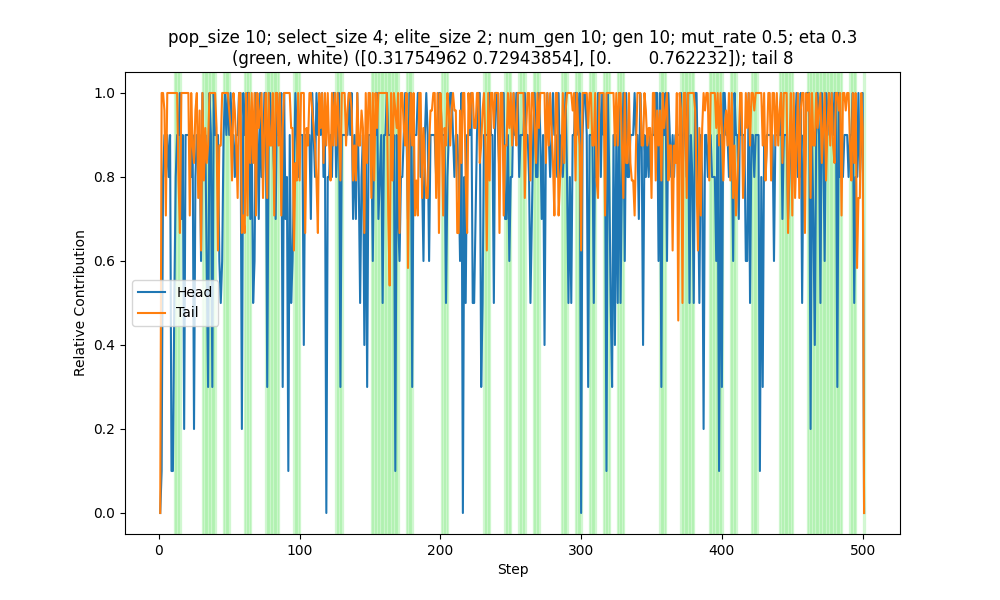 pop_size 10; select_size 4; elite_size 2; num_gen 10; gen 10; mut_rate 0.5; eta 0.3
(green, white) ([0.31754962 0.72943854], [0.        0.762232]); tail 8
1.0
0.8
0.6
0.4
0.2
0.0
Relative Contribution
Head
Tail
0
100
200
300
400
500
Step